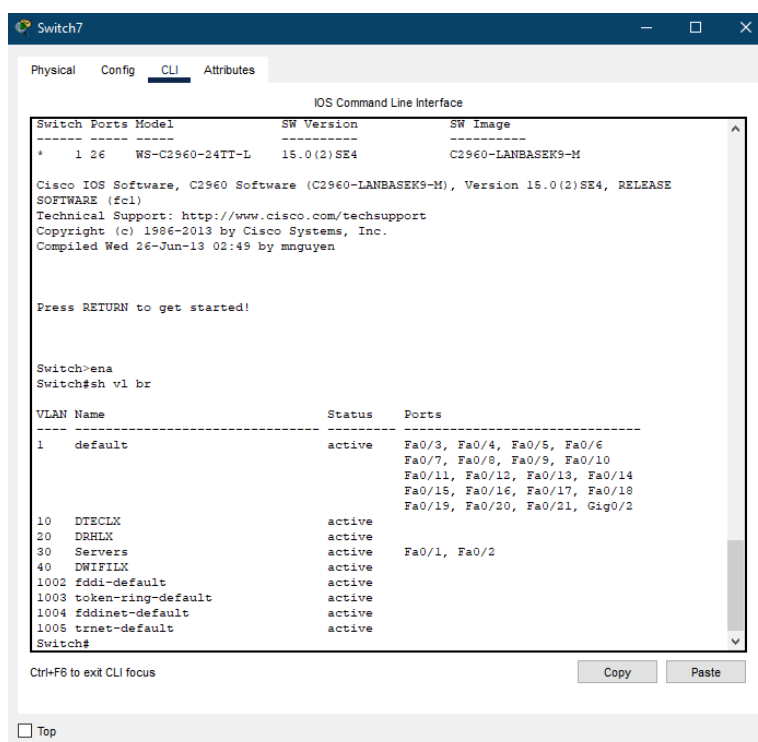 Switch7
Physical Config CLI Attributes
IOS Command Line Interface
Switch Ports Model SW Version SW Image
------ ----- ----- ---------- ----------
* 1 26 WS-C2960-24TT-L 15.0(2)SE4 C2960-LANBASEK9-M
Cisco IOS Software, C2960 Software (C2960-LANBASEK9-M), Version 15.0(2)SE4, RELEASE
SOFTWARE (fc1)
Technical Support: http://www.cisco.com/techsupport
Copyright (c) 1986-2013 by Cisco Systems, Inc.
Compiled Wed 26-Jun-13 02:49 by mnguyen
Press RETURN to get started!
Switch>ena
Switch#sh vl br
VLAN Name Status Ports
---- -------------------------------- --------- -------------------------------
1 default active Fa0/3, Fa0/4, Fa0/5, Fa0/6
Fa0/7, Fa0/8, Fa0/9, Fa0/10
Fa0/11, Fa0/12, Fa0/13, Fa0/14
Fa0/15, Fa0/16, Fa0/17, Fa0/18
Fa0/19, Fa0/20, Fa0/21, Gig0/2
10 DTECLX active
20 DRHLX active
30 Servers active Fa0/1, Fa0/2
40 DWIFILX active
1002 fddi-default active
1003 token-ring-default active
1004 fddinet-default active
1005 trnet-default active
Switch#
Ctrl+F6 to exit CLI focus Copy Paste
Top